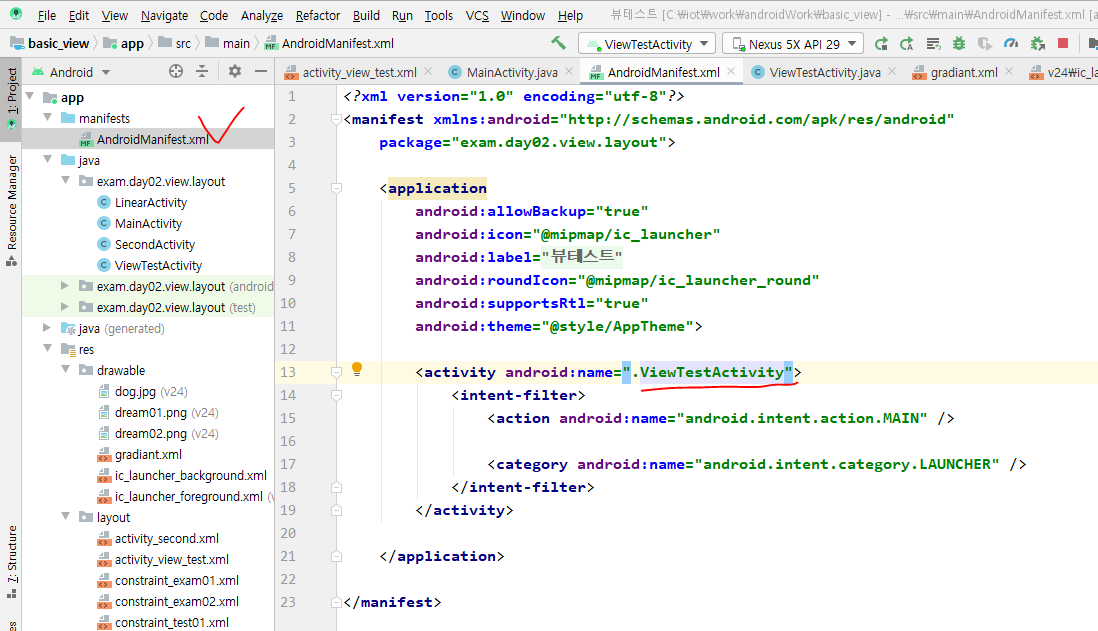 File Edit View Navigate Code Analyze Refactor Build Run Tools VCS Window Help 뷰테스트 [C:₩iot₩work₩androidWork₩basic_view] - ...₩src₩main₩AndroidManifest.xml [a
basic_view app src main AndroidManifest.xml ViewTestActivity Nexus 5X API 29
1: Project
Resource Manager
7: Structure
Android
app
manifests
AndroidManifest.xml
java
exam.day02.view.layout
LinearActivity
MainActivity
SecondActivity
ViewTestActivity
exam.day02.view.layout (android
exam.day02.view.layout (test)
java (generated)
res
drawable
dog.jpg (v24)
dream01.png (v24)
dream02.png (v24)
gradiant.xml
ic_launcher_background.xml
ic_launcher_foreground.xml (v
layout
activity_second.xml
activity_view_test.xml
constraint_exam01.xml
constraint_exam02.xml
constraint_test01.xml
activity_view_test.xml MainActivity.java AndroidManifest.xml ViewTestActivity.java gradiant.xml v24₩ic_la
1 <?xml version="1.0" encoding="utf-8"?>
2 <manifest xmlns:android="http://schemas.android.com/apk/res/android"
3 package="exam.day02.view.layout">
4
5 <application
6 android:allowBackup="true"
7 android:icon="@mipmap/ic_launcher"
8 android:label="뷰테스트"
9 android:roundIcon="@mipmap/ic_launcher_round"
10 android:supportsRtl="true"
11 android:theme="@style/AppTheme">
12
13 <activity android:name=".ViewTestActivity">
14 <intent-filter>
15 <action android:name="android.intent.action.MAIN" />
16
17 <category android:name="android.intent.category.LAUNCHER" />
18 </intent-filter>
19 </activity>
20
21 </application>
22
23 </manifest>